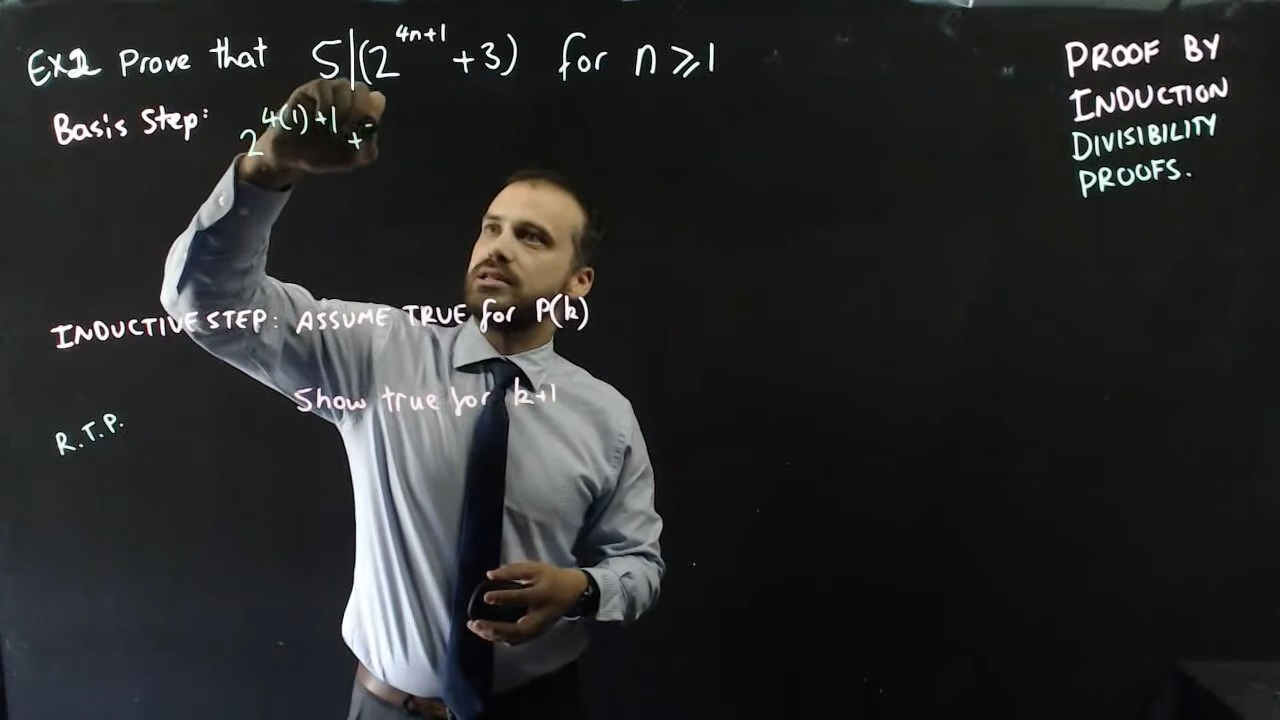 Ex2 Prove that 5|(2^{4n+1} + 3) for n ⩾ 1
Basis Step: 2^{4(1)+1} +
INDUCTIVE STEP: ASSUME TRUE for P(k)
Show true for k+1
R.T.P.
PROOF BY
INDUCTION
DIVISIBILITY
PROOFS.